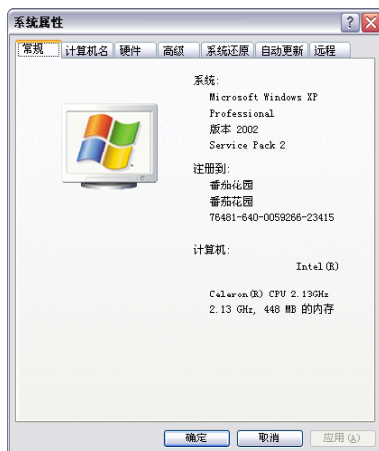 系统属性
常规 计算机名 硬件 高级 系统还原 自动更新 远程
系统:
Microsoft Windows XP
Professional
版本 2002
Service Pack 2
注册到:
番茄花园
番茄花园
76481-640-0059266-23415
计算机:
Intel(R)
Celeron(R) CPU 2.13GHz
2.13 GHz, 448 MB 的内存
确定 取消 应用(A)